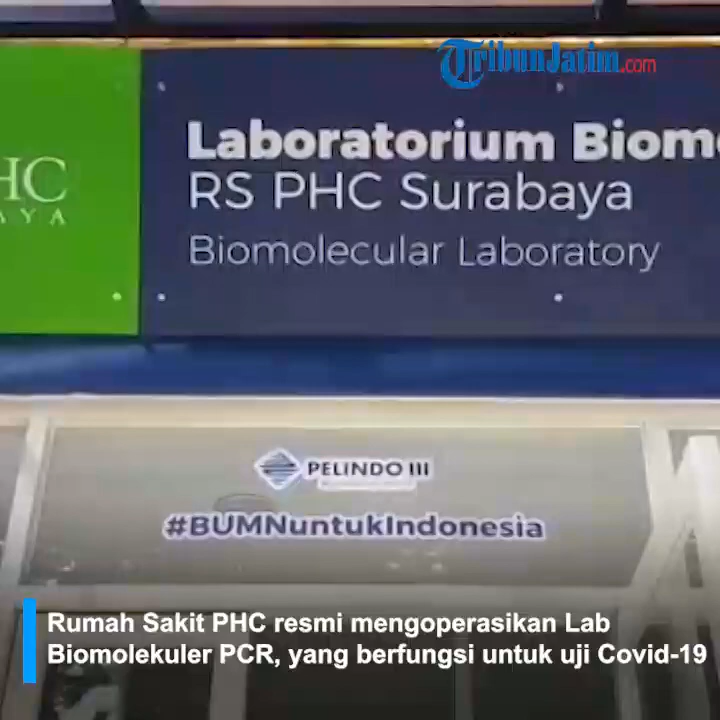 TribunJatim.com
HC
AYA
Laboratorium Biom
RS PHC Surabaya
Biomolecular Laboratory
PELINDO III
#BUMNuntukIndonesia
Rumah Sakit PHC resmi mengoperasikan Lab
Biomolekuler PCR, yang berfungsi untuk uji Covid-19